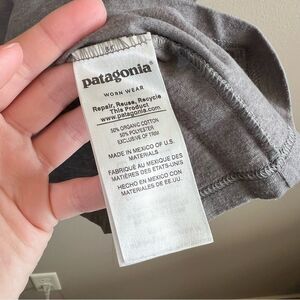 patagonia®
WORN WEAR
Repair, Reuse, Recycle
This Product
www.patagonia.com
50% ORGANIC COTTON
50% POLYESTER
EXCLUSIVE OF TRIM
MADE IN MEXICO OF U.S.
MATERIALS
FABRIQUÉ AU MEXIQUE DES
MATIÈRES DES ETATS-UNIS
HECHO EN MEXICO CON
MATERIALES DE EE.UU.